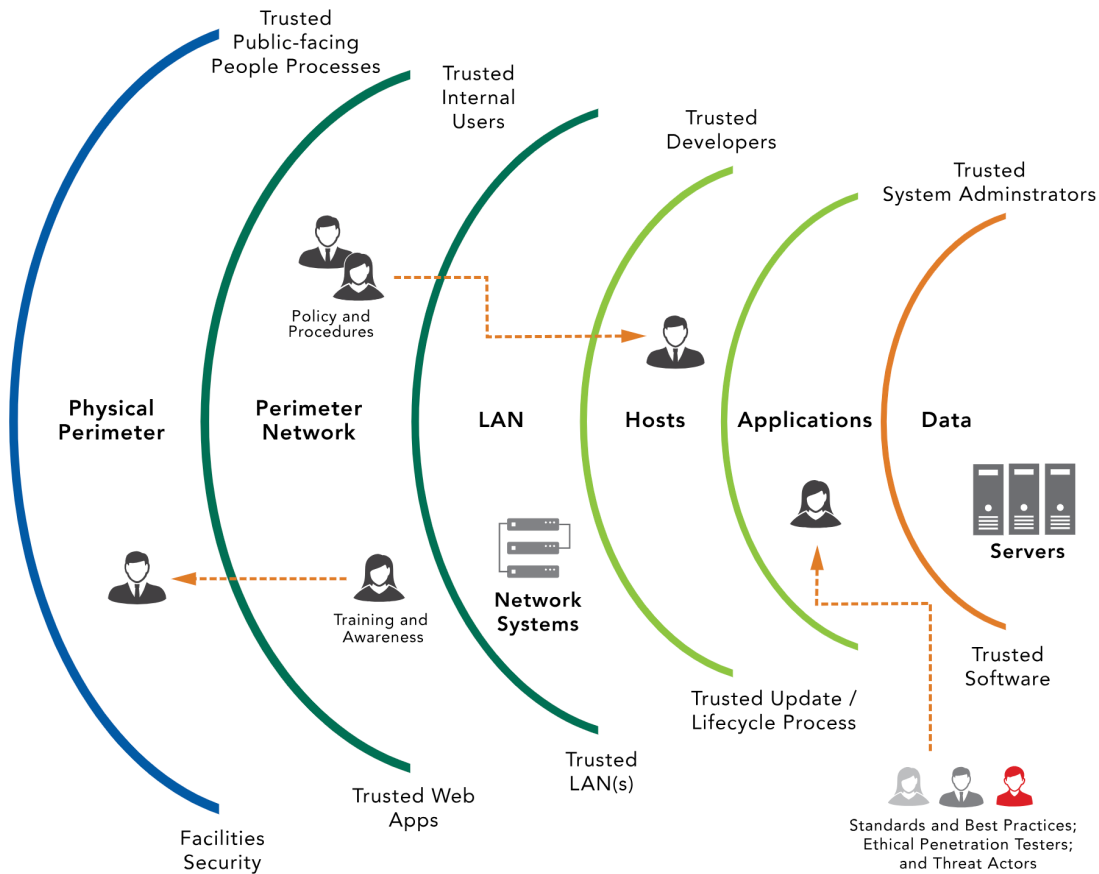 Trusted
Public-facing
People Processes
Trusted
Internal
Users
Trusted
Developers
Trusted
System Adminstrators
Policy and
Procedures
Physical
Perimeter
Perimeter
Network
LAN
Hosts
Applications
Data
Servers
Network
Systems
Training and
Awareness
Trusted
Software
Trusted Update /
Lifecycle Process
Trusted
LAN(s)
Trusted Web
Apps
Facilities
Security
Standards and Best Practices;
Ethical Penetration Testers;
and Threat Actors